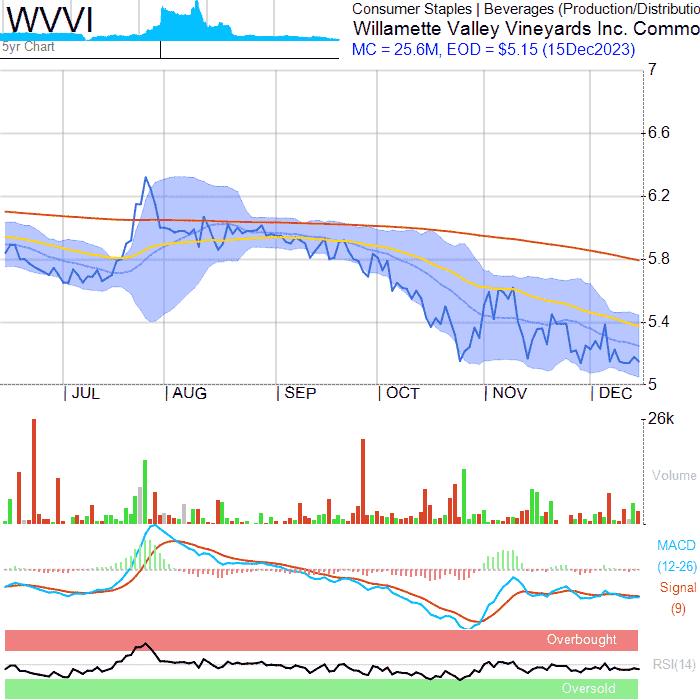 WVVI
5yr Chart
Consumer Staples | Beverages (Production/Distributio
Willamette Valley Vineyards Inc. Commo
MC = 25.6M, EOD = $5.15 (15Dec2023)
7
6.6
6.2
5.8
5.4
5
| JUL | AUG | SEP | OCT | NOV | DEC
26k
Volume
MACD
(12-26)
Signal
(9)
Overbought
RSI(14)
Oversold